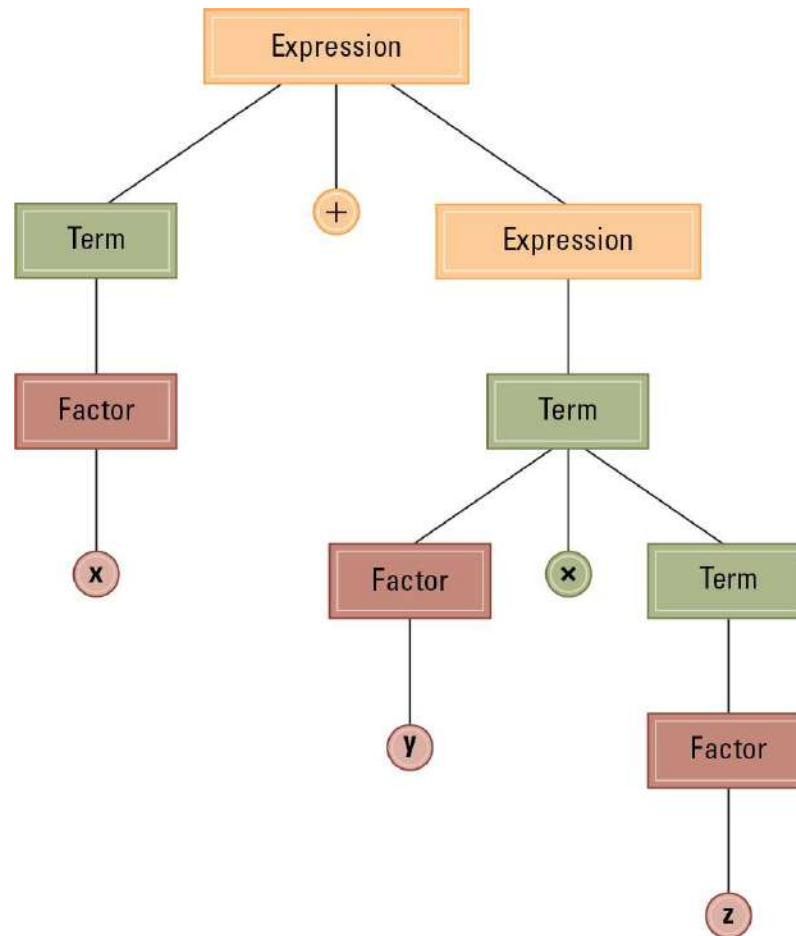 Expression
Term
+
Expression
Factor
Term
x
Factor
×
Term
y
Factor
z